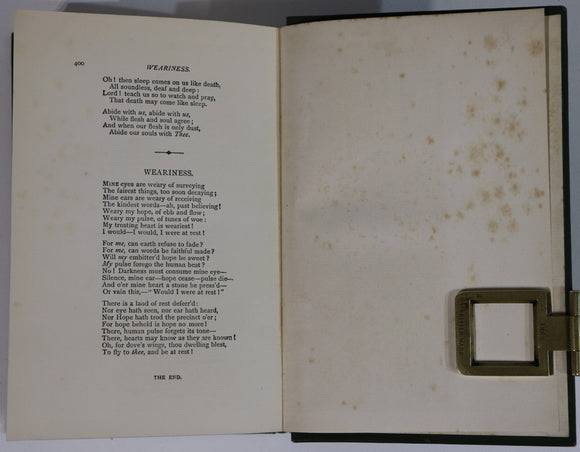 400
WEARINESS.
Oh! then sleep comes on us like death,
All soundless, deaf and deep:
Lord! teach us so to watch and pray,
That death may come like sleep.
Abide with us, abide with us,
While flesh and soul agree;
And when our flesh is only dust,
Abide our souls with Thee.
WEARINESS.
MINE eyes are weary of surveying
The fairest things, too soon decaying;
Mine ears are weary of receiving
The kindest words—ah, past believing!
Weary my hope, of ebb and flow;
Weary my pulse, of tunes of woe:
My trusting heart is weariest!
I would—I would, I were at rest!
For me, can earth refuse to fade?
For me, can words be faithful made?
Will my embitter'd hope be sweet?
My pulse forego the human beat?
No! Darkness must consume mine eye—
Silence, mine ear—hope cease—pulse die—
And o'er mine heart a stone be press'd—
Or vain this,—"Would I were at rest!"
There is a land of rest deferr'd:
Nor eye hath seen, nor ear hath heard,
Nor Hope hath trod the precinct o'er;
For hope beheld is hope no more!
There, human pulse forgets its tone—
There, hearts may know as they are known!
Oh, for dove's wings, thou dwelling blest,
To fly to thee, and be at rest!
THE END.